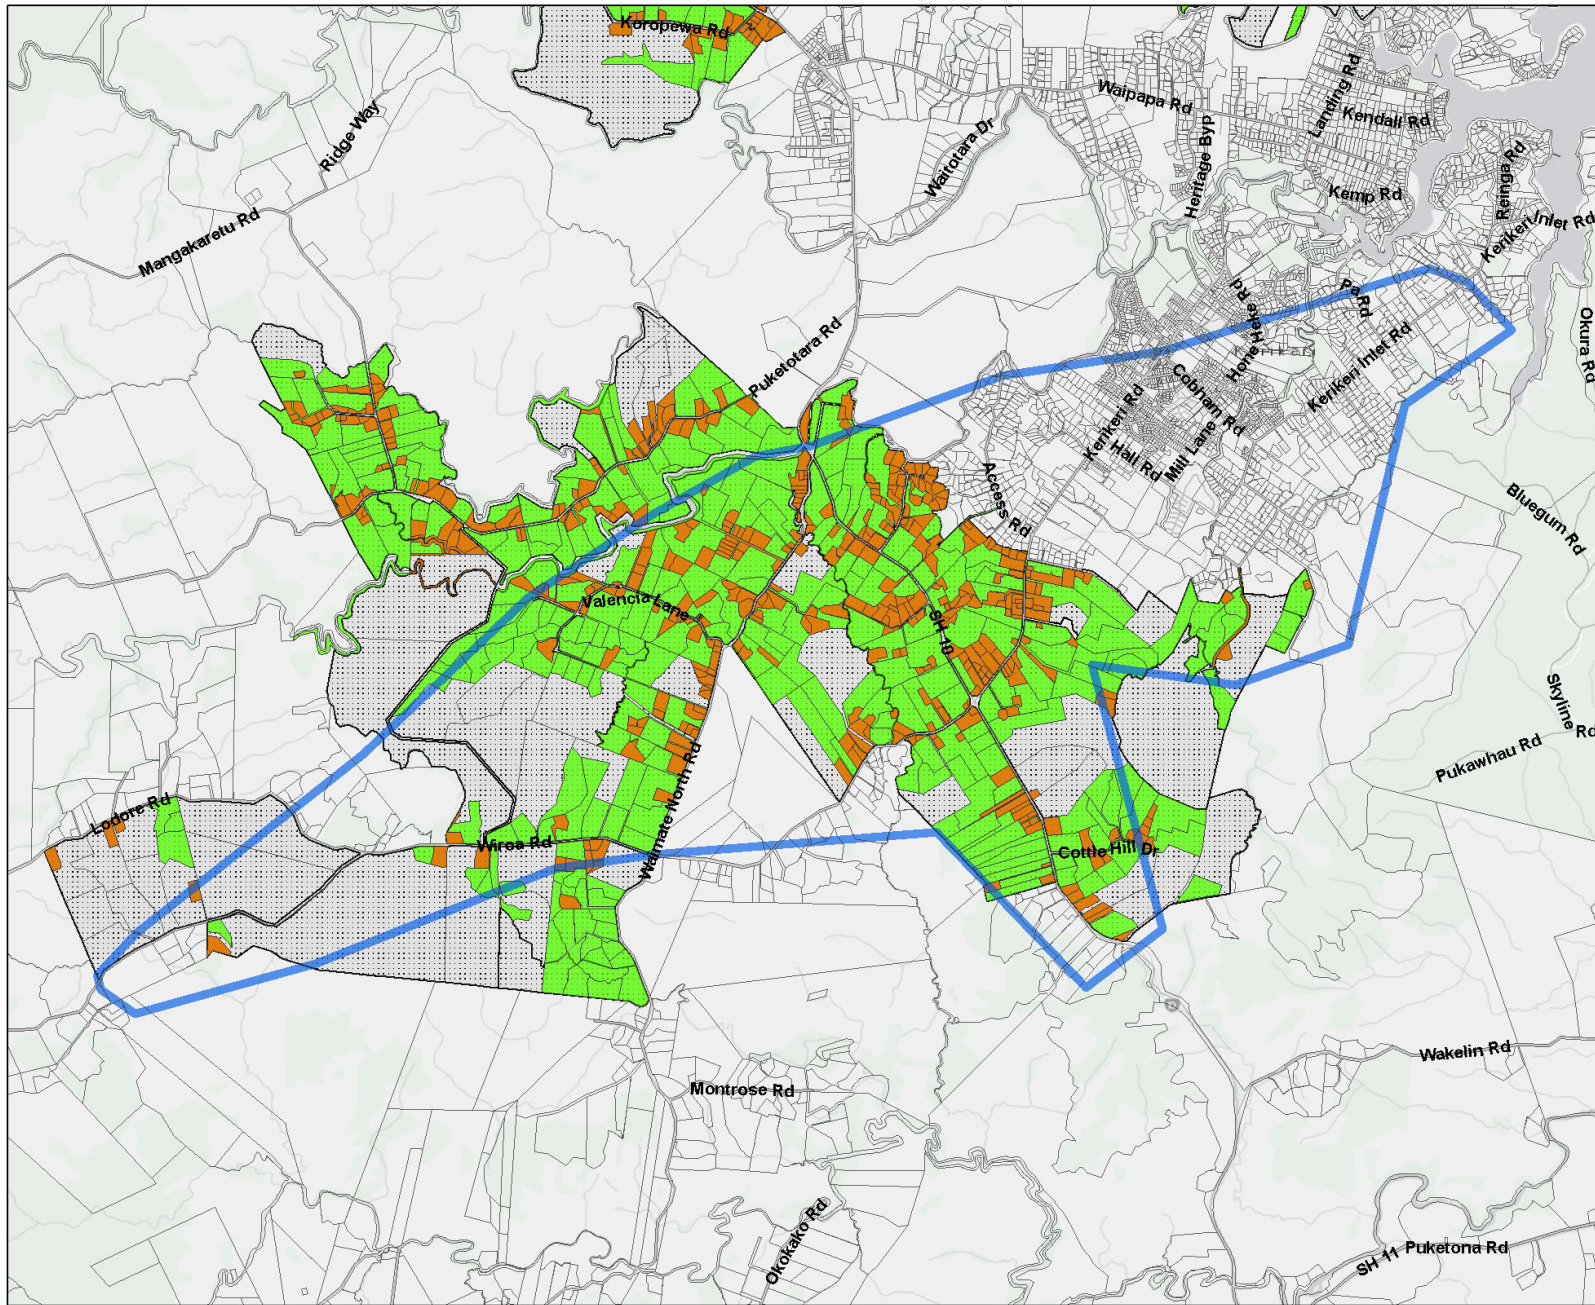 Koropewa Rd
Waipapa Rd
Landing Rd
Kendall Rd
Ridge Way
Waitotara Dr
Heritage Byp
Kemp Rd
Reinga Rd
Kerikeri Inlet Rd
Mangakaretu Rd
Pa Rd
Hone Heke Rd
Okura Rd
Puketotara Rd
Kerikeri Inlet Rd
Cobham Rd
Kerikeri Rd
Hall Rd
Mill Lane
Access Rd
Bluegum Rd
Valencia Lane
SH 10
Skyline Rd
Pukawhau Rd
Waimate North Rd
Lodore Rd
Wiroa Rd
Cottle Hill Dr
Wakelin Rd
Montrose Rd
Okokako Rd
SH 11 Puketona Rd